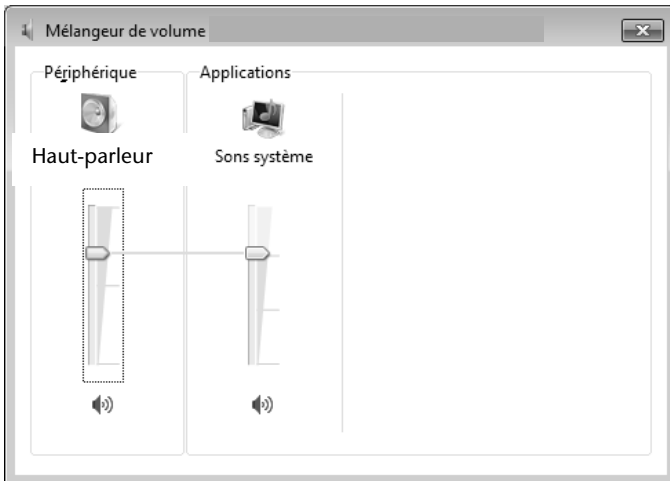 Mélangeur de volume
Périphérique
Applications
Haut-parleur
Sons système